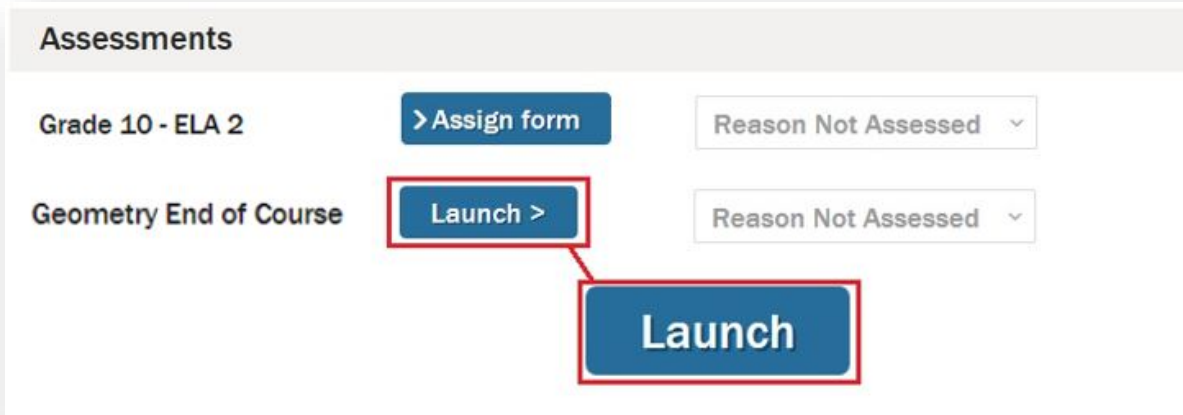 Assessments
Grade 10 - ELA 2 > Assign form Reason Not Assessed
Geometry End of Course Launch > Reason Not Assessed
Launch